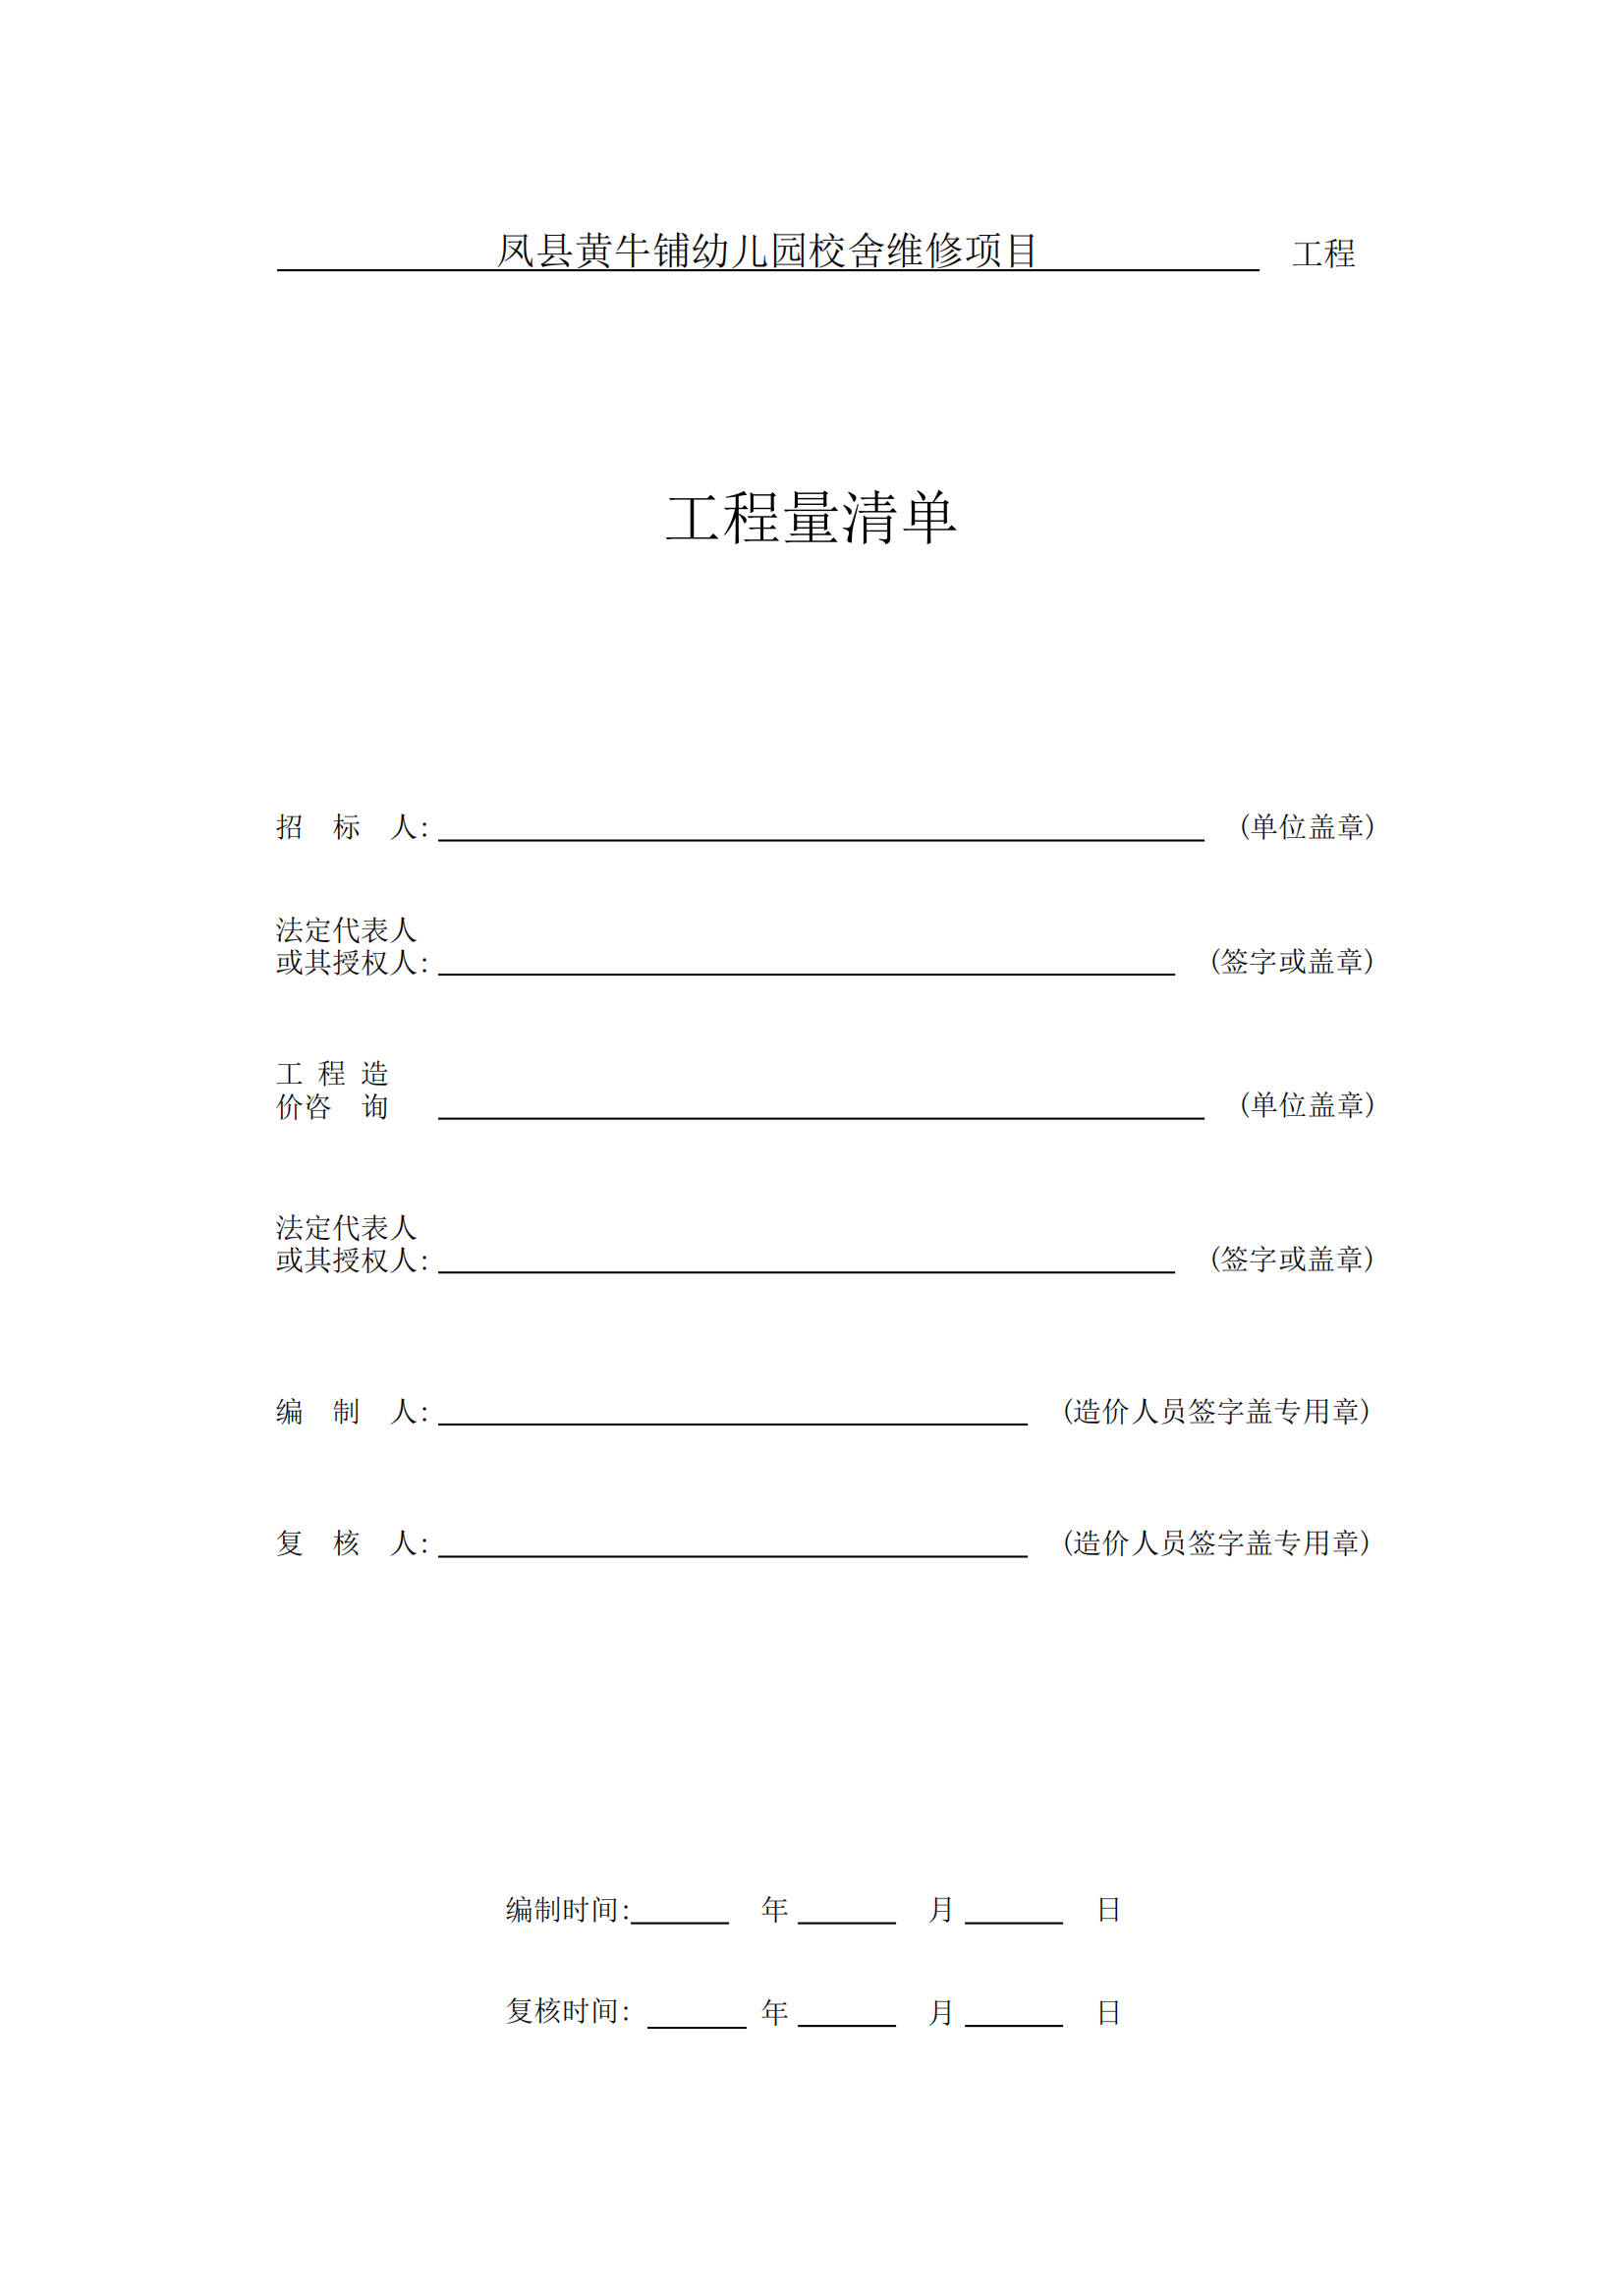 凤县黄牛铺幼儿园校舍维修项目 工程
工程量清单
招 标 人： (单位盖章)
法定代表人
或其授权人： (签字或盖章)
工 程 造
价咨 询 (单位盖章)
法定代表人
或其授权人： (签字或盖章)
编 制 人： (造价人员签字盖专用章)
复 核 人： (造价人员签字盖专用章)
编制时间： 年 月 日
复核时间： 年 月 日